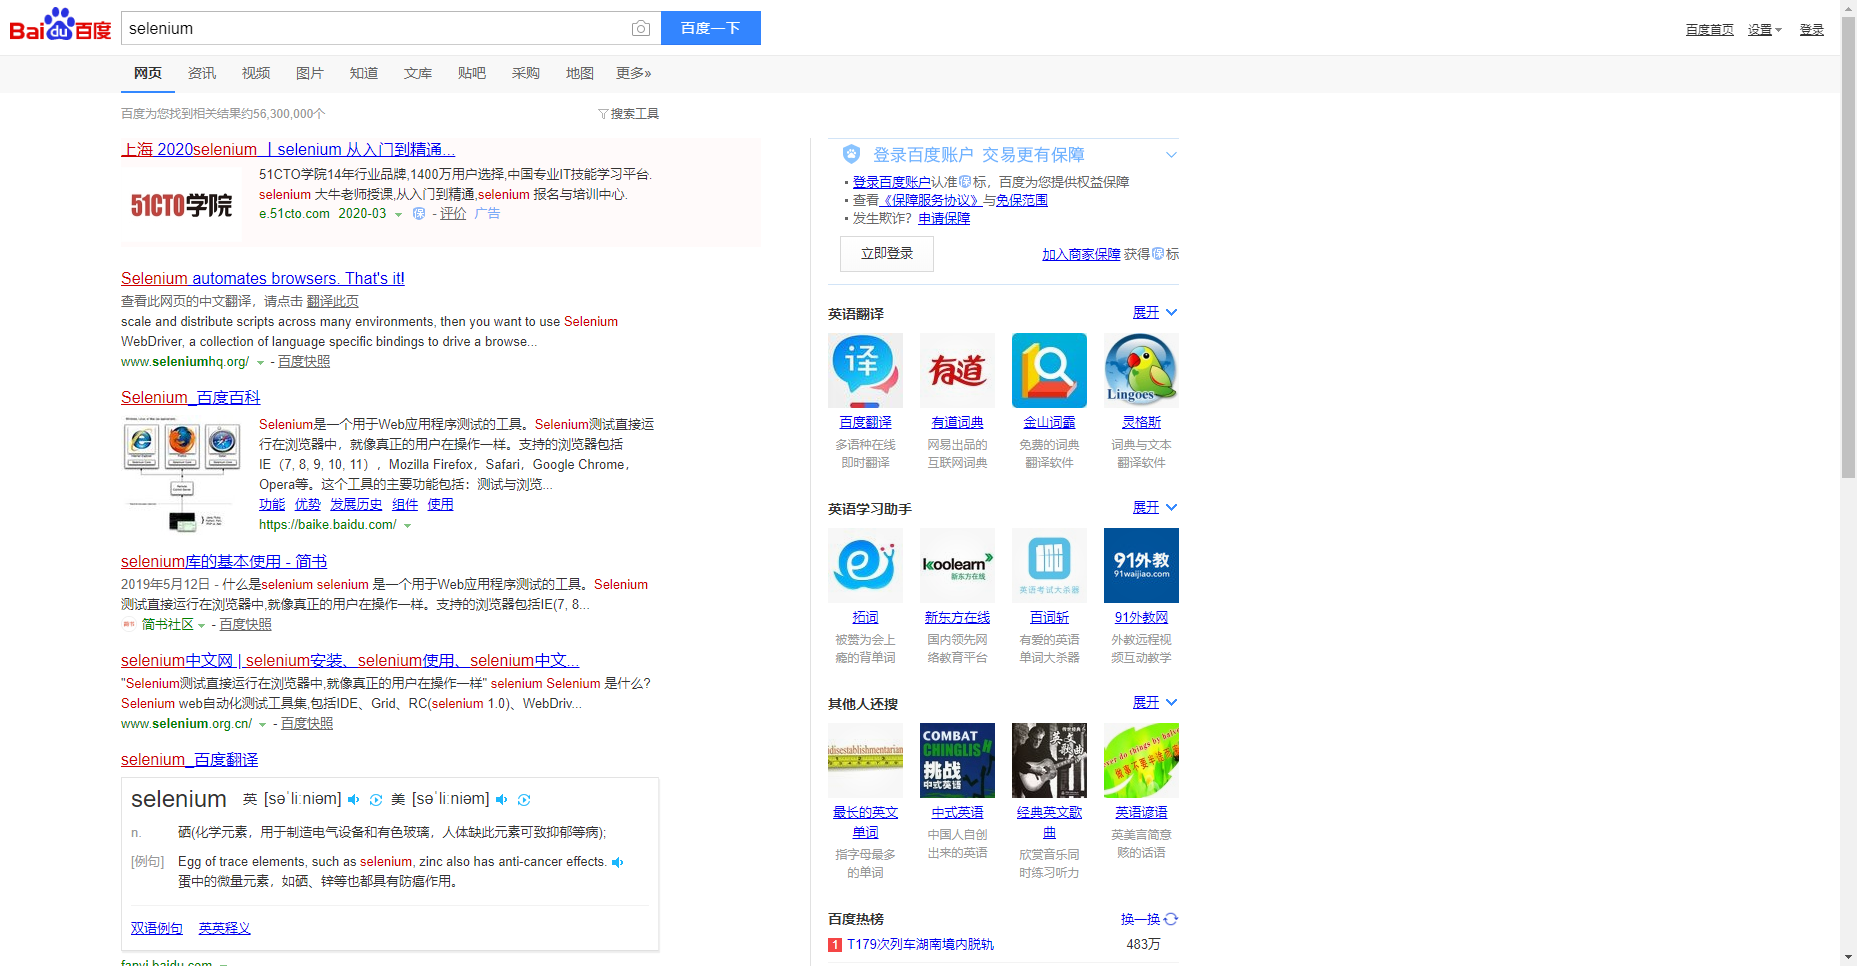 Bai du 百度
selenium
百度一下
百度首页 设置 登录
网页 资讯 视频 图片 知道 文库 贴吧 采购 地图 更多»
百度为您找到相关结果约56,300,000个
搜索工具
上海 2020selenium 丨selenium 从入门到精通...
51CTO学院
51CTO学院14年行业品牌,1400万用户选择,中国专业IT技能学习平台.
selenium 大牛老师授课,从入门到精通,selenium 报名与培训中心.
e.51cto.com 2020-03 保 - 评价 广告
Selenium automates browsers. That's it!
查看此网页的中文翻译，请点击 翻译此页
scale and distribute scripts across many environments, then you want to use Selenium
WebDriver, a collection of language specific bindings to drive a browse...
www.seleniumhq.org/ - 百度快照
Selenium_百度百科
Selenium是一个用于Web应用程序测试的工具。Selenium测试直接运
行在浏览器中，就像真正的用户在操作一样。支持的浏览器包括
IE（7, 8, 9, 10, 11），Mozilla Firefox，Safari，Google Chrome，
Opera等。这个工具的主要功能包括：测试与浏览...
功能 优势 发展历史 组件 使用
https://baike.baidu.com/
selenium库的基本使用 - 简书
2019年5月12日 - 什么是selenium selenium 是一个用于Web应用程序测试的工具。Selenium
测试直接运行在浏览器中,就像真正的用户在操作一样。支持的浏览器包括IE(7, 8...
简书社区 - 百度快照
selenium中文网 | selenium安装、selenium使用、selenium中文...
"Selenium测试直接运行在浏览器中,就像真正的用户在操作一样" selenium Selenium 是什么?
Selenium web自动化测试工具集,包括IDE、Grid、RC(selenium 1.0)、WebDriv...
www.selenium.org.cn/ - 百度快照
selenium_百度翻译
selenium 英 [səˈliːniəm] 美 [səˈliːniəm]
n. 硒(化学元素，用于制造电气设备和有色玻璃，人体缺此元素可致抑郁等病);
[例句] Egg of trace elements, such as selenium, zinc also has anti-cancer effects.
蛋中的微量元素，如硒、锌等也都具有防癌作用。
双语例句 英英释义
fanyi.baidu.com
登录百度账户 交易更有保障
登录百度账户认准保标，百度为您提供权益保障
查看《保障服务协议》与免保范围
发生欺诈？申请保障
立即登录
加入商家保障 获得保标
英语翻译 展开
译 有道 Lingoes
百度翻译 有道词典 金山词霸 灵格斯
多语种在线 网易出品的 免费的词典 词典与文本
即时翻译 互联网词典 翻译软件 翻译软件
英语学习助手 展开
koolearn
新东方在线
英语考试大杀器
91外教
91waijiao.com
拓词 新东方在线 百词斩 91外教网
被赞为会上 国内领先网 有爱的英语 外教远程视
瘾的背单词 络教育平台 单词大杀器 频互动教学
其他人还搜 展开
idisestablishmentarian
COMBAT
CHINGLISH
挑战
中式英语
英文
歌曲
ever do things by halve
做事不要半途而废
最长的英文 中式英语 经典英文歌 英语谚语
单词 曲
指字母最多 中国人自创 欣赏音乐同 英美言简意
的单词 出来的英语 时练习听力 赅的话语
百度热榜 换一换
1 T179次列车湖南境内脱轨 483万